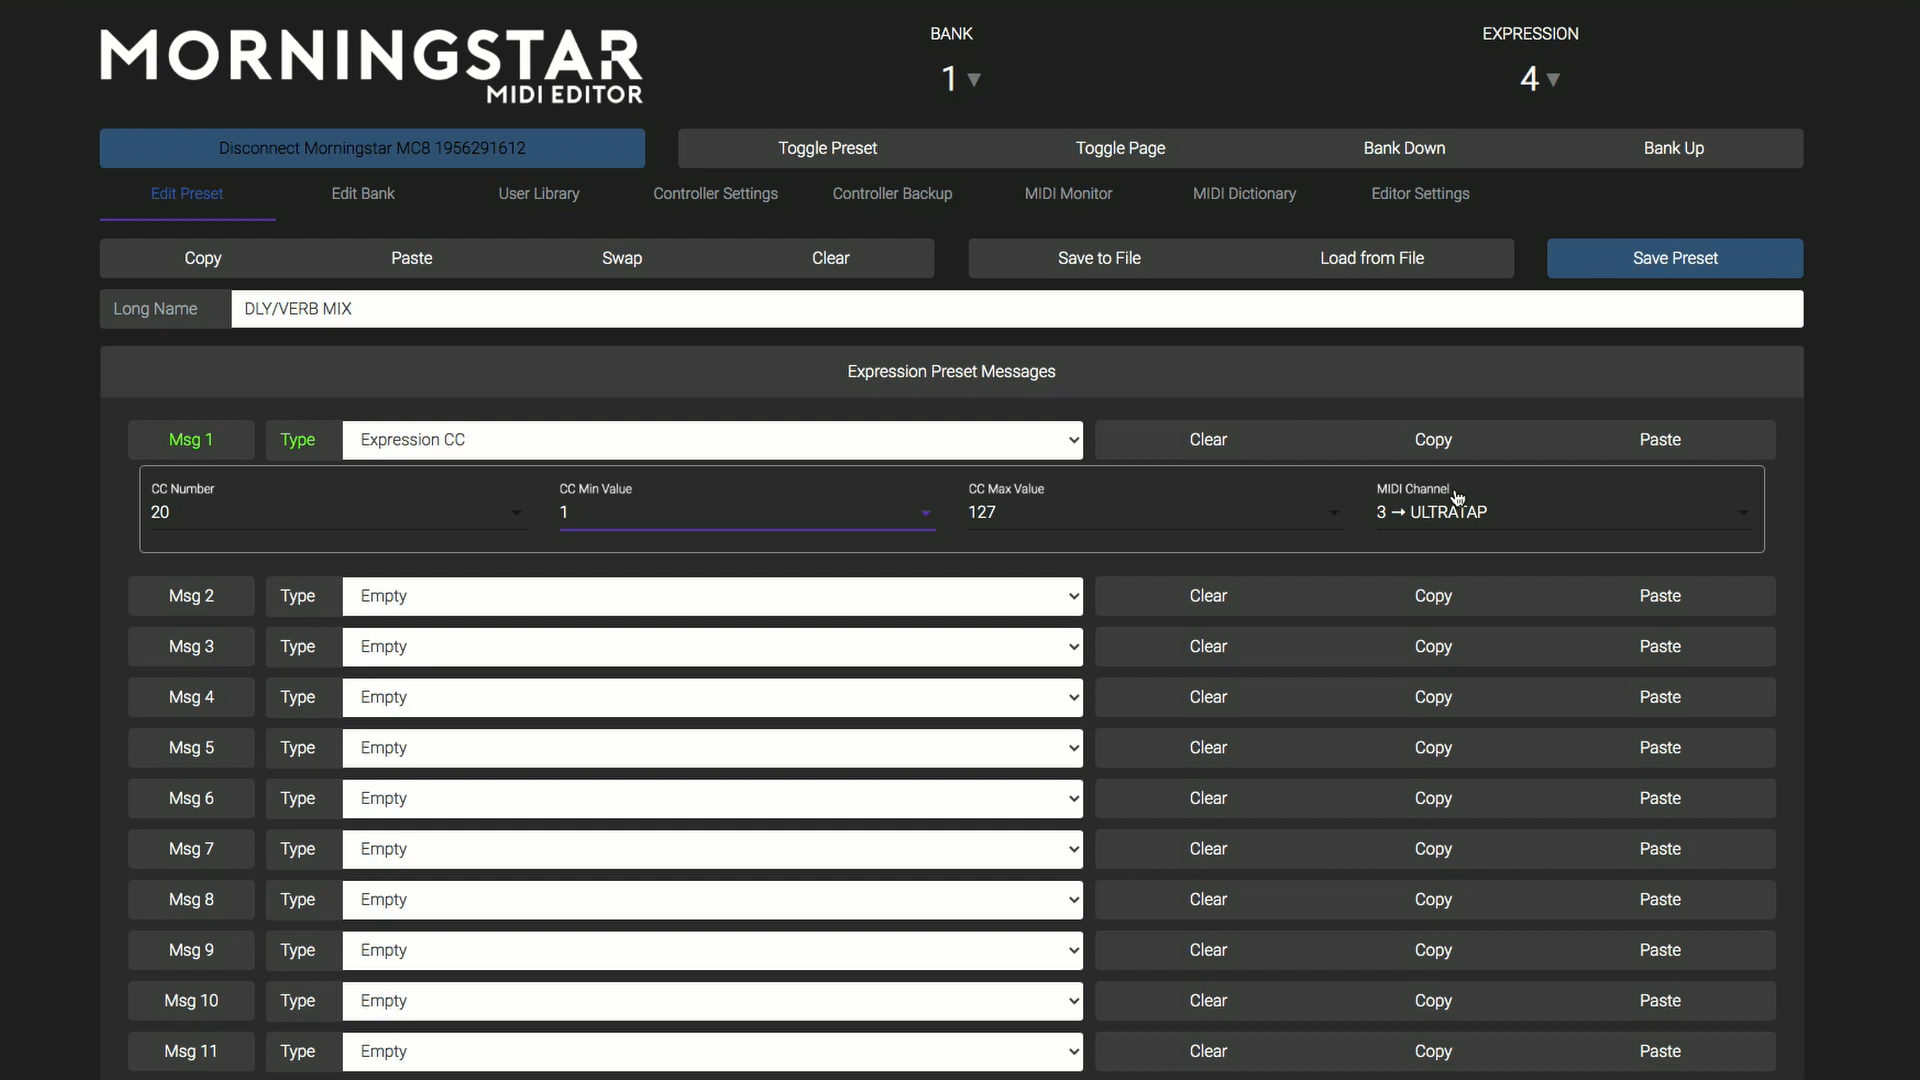 MORNINGSTAR
MIDI EDITOR
BANK
1
EXPRESSION
4
Disconnect Morningstar MC8 1956291612
Toggle Preset Toggle Page Bank Down Bank Up
Edit Preset Edit Bank User Library Controller Settings Controller Backup MIDI Monitor MIDI Dictionary Editor Settings
Copy Paste Swap Clear Save to File Load from File Save Preset
Long Name DLY/VERB MIX
Expression Preset Messages
Msg 1 Type Expression CC Clear Copy Paste
CC Number CC Min Value CC Max Value MIDI Channel
20 1 127 3 → ULTRATAP
Msg 2 Type Empty Clear Copy Paste
Msg 3 Type Empty Clear Copy Paste
Msg 4 Type Empty Clear Copy Paste
Msg 5 Type Empty Clear Copy Paste
Msg 6 Type Empty Clear Copy Paste
Msg 7 Type Empty Clear Copy Paste
Msg 8 Type Empty Clear Copy Paste
Msg 9 Type Empty Clear Copy Paste
Msg 10 Type Empty Clear Copy Paste
Msg 11 Type Empty Clear Copy Paste